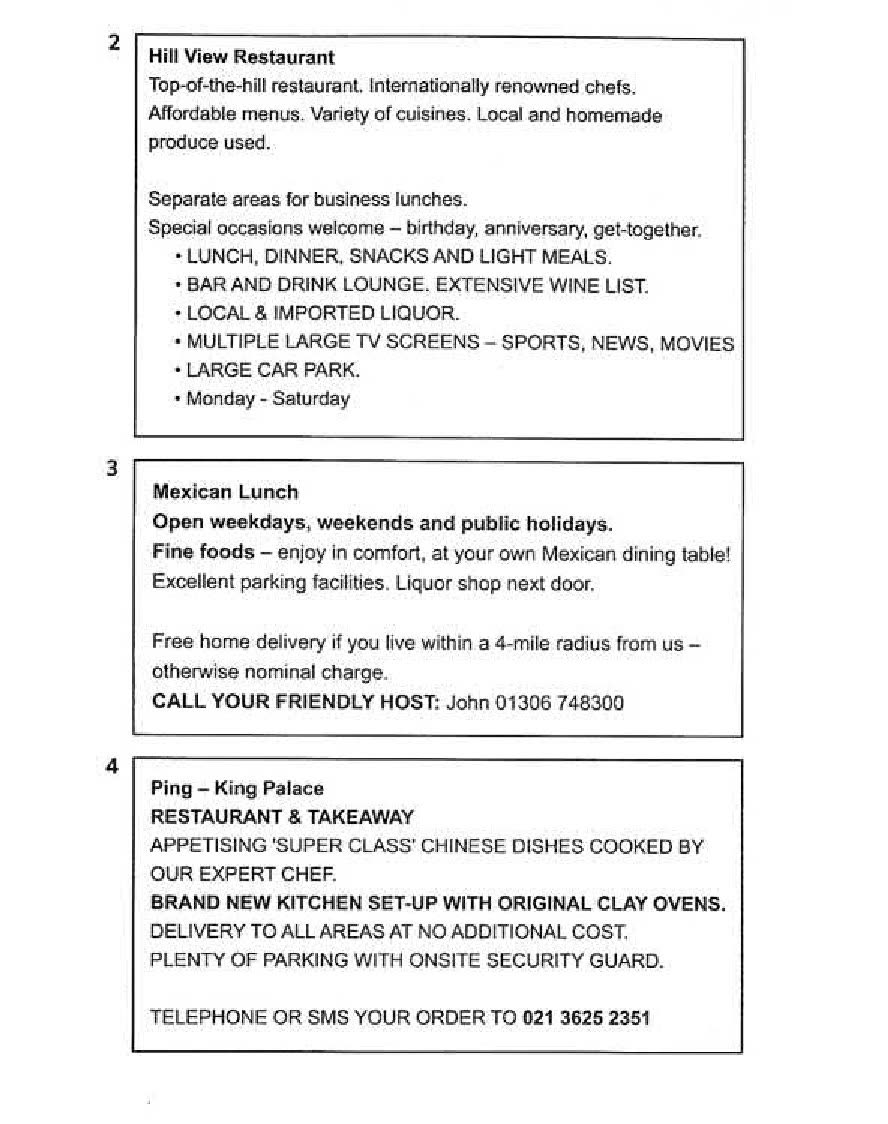 2
Hill View Restaurant
Top-of-the-hill restaurant. Internationally renowned chefs.
Affordable menus. Variety of cuisines. Local and homemade
produce used.
Separate areas for business lunches.
Special occasions welcome – birthday, anniversary, get-together.
• LUNCH, DINNER, SNACKS AND LIGHT MEALS.
• BAR AND DRINK LOUNGE. EXTENSIVE WINE LIST.
• LOCAL & IMPORTED LIQUOR.
• MULTIPLE LARGE TV SCREENS – SPORTS, NEWS, MOVIES
• LARGE CAR PARK.
• Monday - Saturday
3
Mexican Lunch
Open weekdays, weekends and public holidays.
Fine foods – enjoy in comfort, at your own Mexican dining table!
Excellent parking facilities. Liquor shop next door.
Free home delivery if you live within a 4-mile radius from us –
otherwise nominal charge.
CALL YOUR FRIENDLY HOST: John 01306 748300
4
Ping – King Palace
RESTAURANT & TAKEAWAY
APPETISING 'SUPER CLASS' CHINESE DISHES COOKED BY
OUR EXPERT CHEF.
BRAND NEW KITCHEN SET-UP WITH ORIGINAL CLAY OVENS.
DELIVERY TO ALL AREAS AT NO ADDITIONAL COST.
PLENTY OF PARKING WITH ONSITE SECURITY GUARD.
TELEPHONE OR SMS YOUR ORDER TO 021 3625 2351